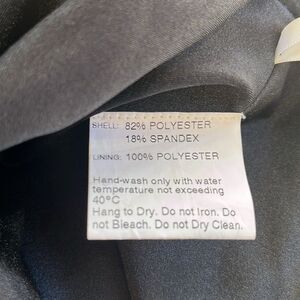 SHELL: 82% POLYESTER
18% SPANDEX
LINING: 100% POLYESTER
Hand-wash only with water
temperature not exceeding
40°C
Hang to Dry. Do not Iron. Do
not Bleach. Do not Dry Clean.